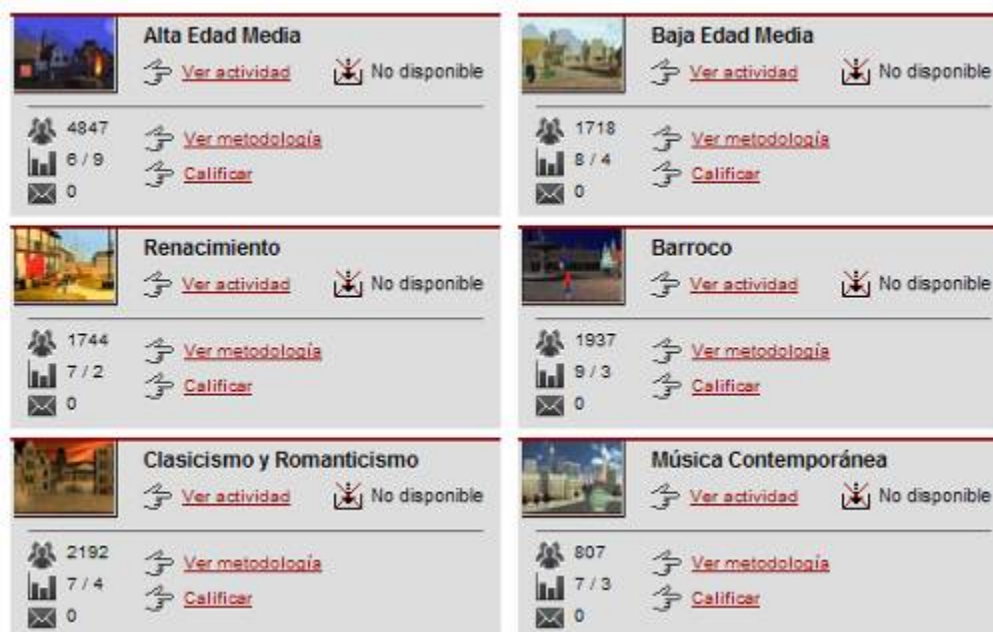 Alta Edad Media
Ver actividad No disponible
4847
Ver metodología
6 / 9
Calificar
0
Baja Edad Media
Ver actividad No disponible
1718
Ver metodología
8 / 4
Calificar
0
Renacimiento
Ver actividad No disponible
1744
Ver metodología
7 / 2
Calificar
0
Barroco
Ver actividad No disponible
1937
Ver metodología
9 / 3
Calificar
0
Clasicismo y Romanticismo
Ver actividad No disponible
2192
Ver metodología
7 / 4
Calificar
0
Música Contemporánea
Ver actividad No disponible
807
Ver metodología
7 / 3
Calificar
0